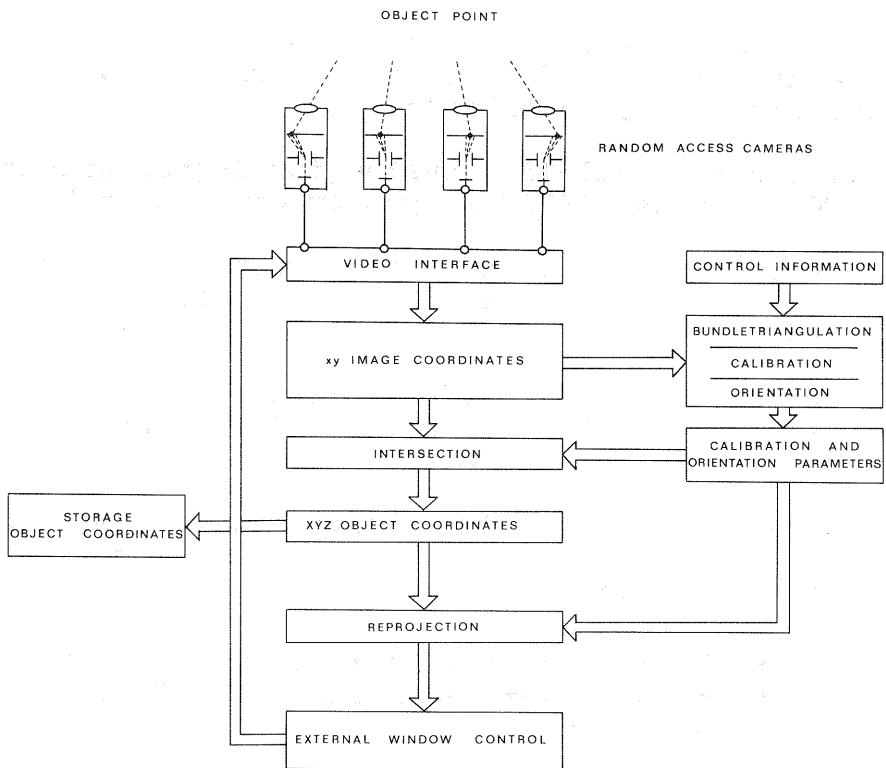 OBJECT POINT
RANDOM ACCESS CAMERAS
VIDEO INTERFACE
CONTROL INFORMATION
xy IMAGE COORDINATES
BUNDLETRIANGULATION
CALIBRATION
ORIENTATION
INTERSECTION
CALIBRATION AND
ORIENTATION PARAMETERS
STORAGE
OBJECT COORDINATES
XYZ OBJECT COORDINATES
REPROJECTION
EXTERNAL WINDOW CONTROL